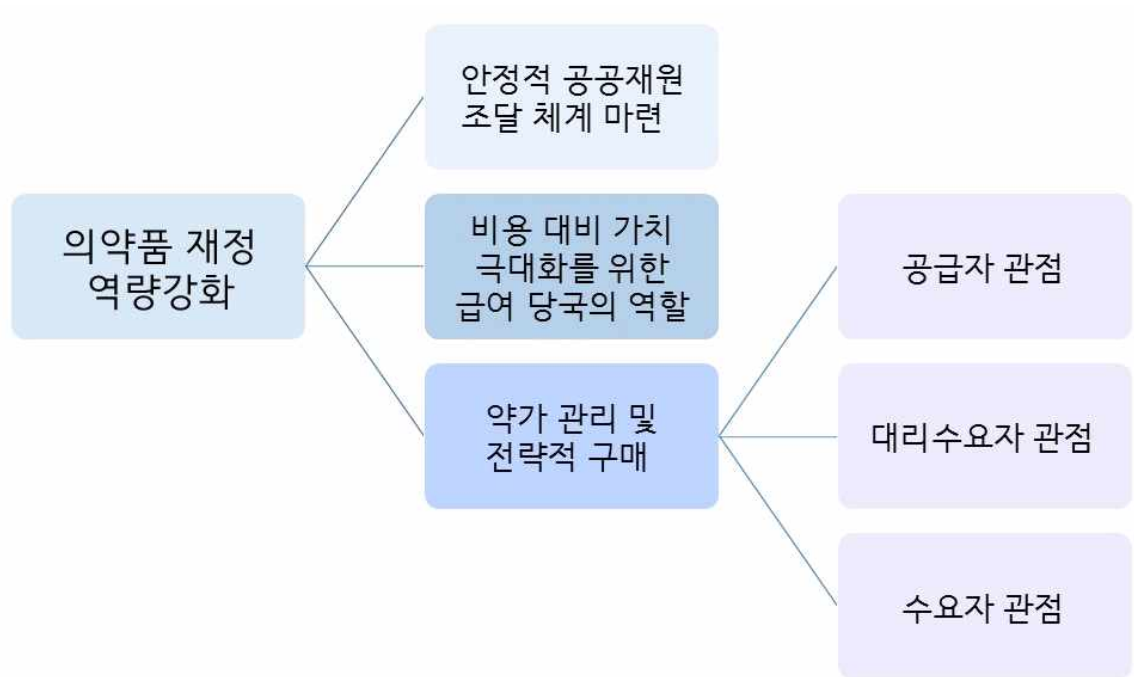 의약품 재정
역량강화
안정적 공공재원
조달 체계 마련
비용 대비 가치
극대화를 위한
급여 당국의 역할
약가 관리 및
전략적 구매
공급자 관점
대리수요자 관점
수요자 관점